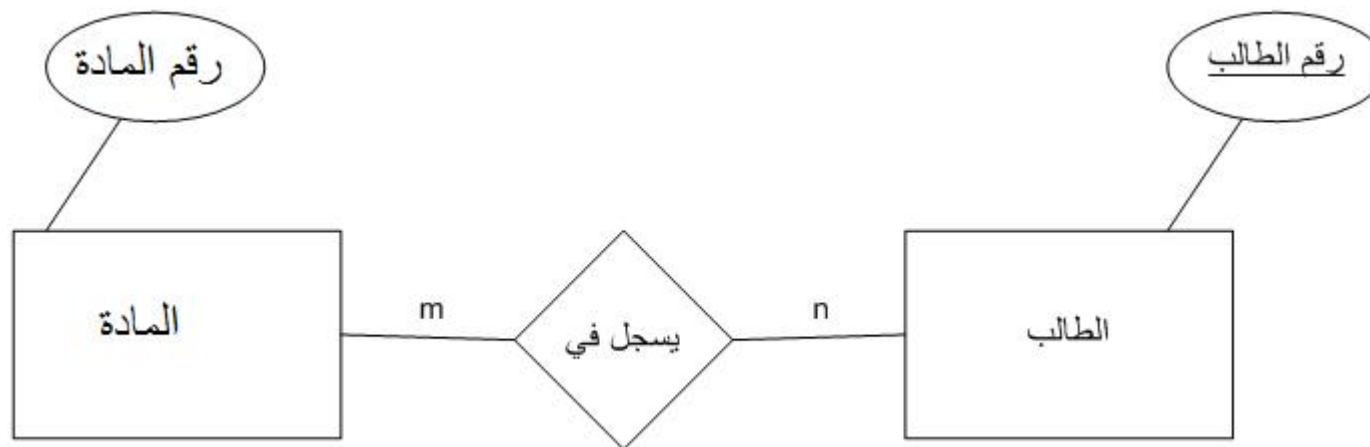 رقم الطالب
رقم المادة
الطالب
n
يسجل في
m
المادة